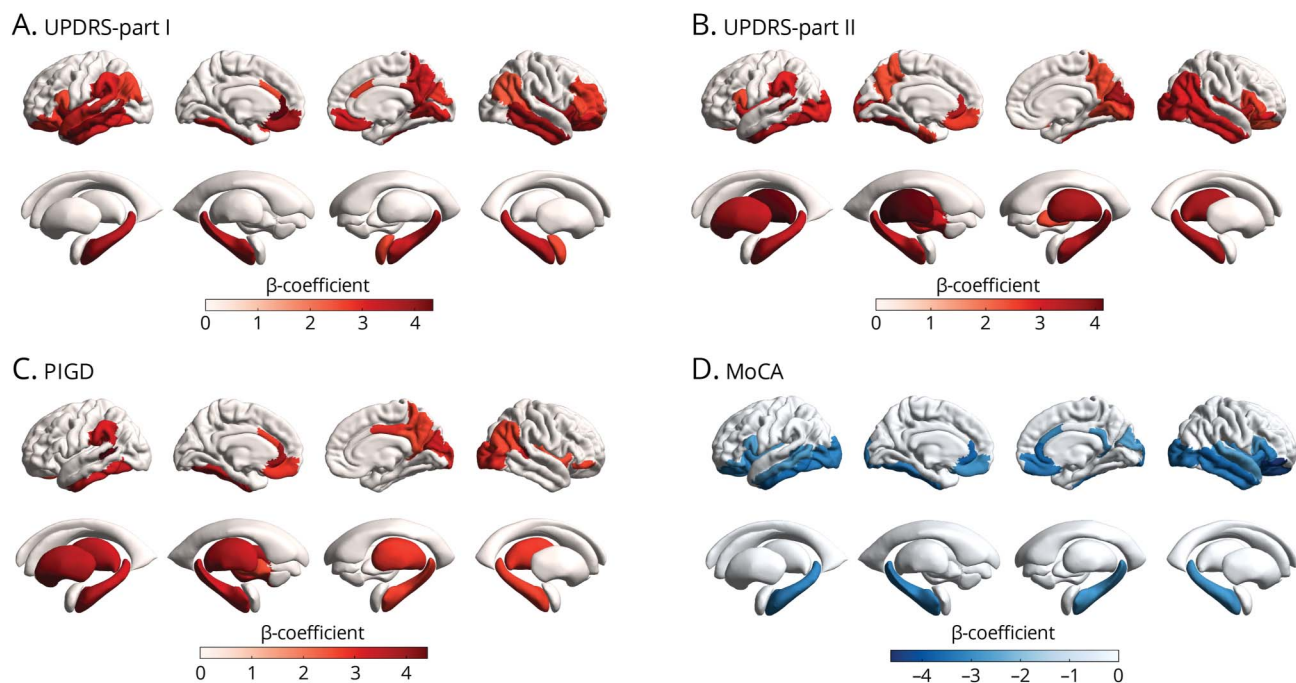 A. UPDRS-part I
β-coefficient
0 1 2 3 4
B. UPDRS-part II
β-coefficient
0 1 2 3 4
C. PIGD
β-coefficient
0 1 2 3 4
D. MoCA
β-coefficient
−4 −3 −2 −1 0